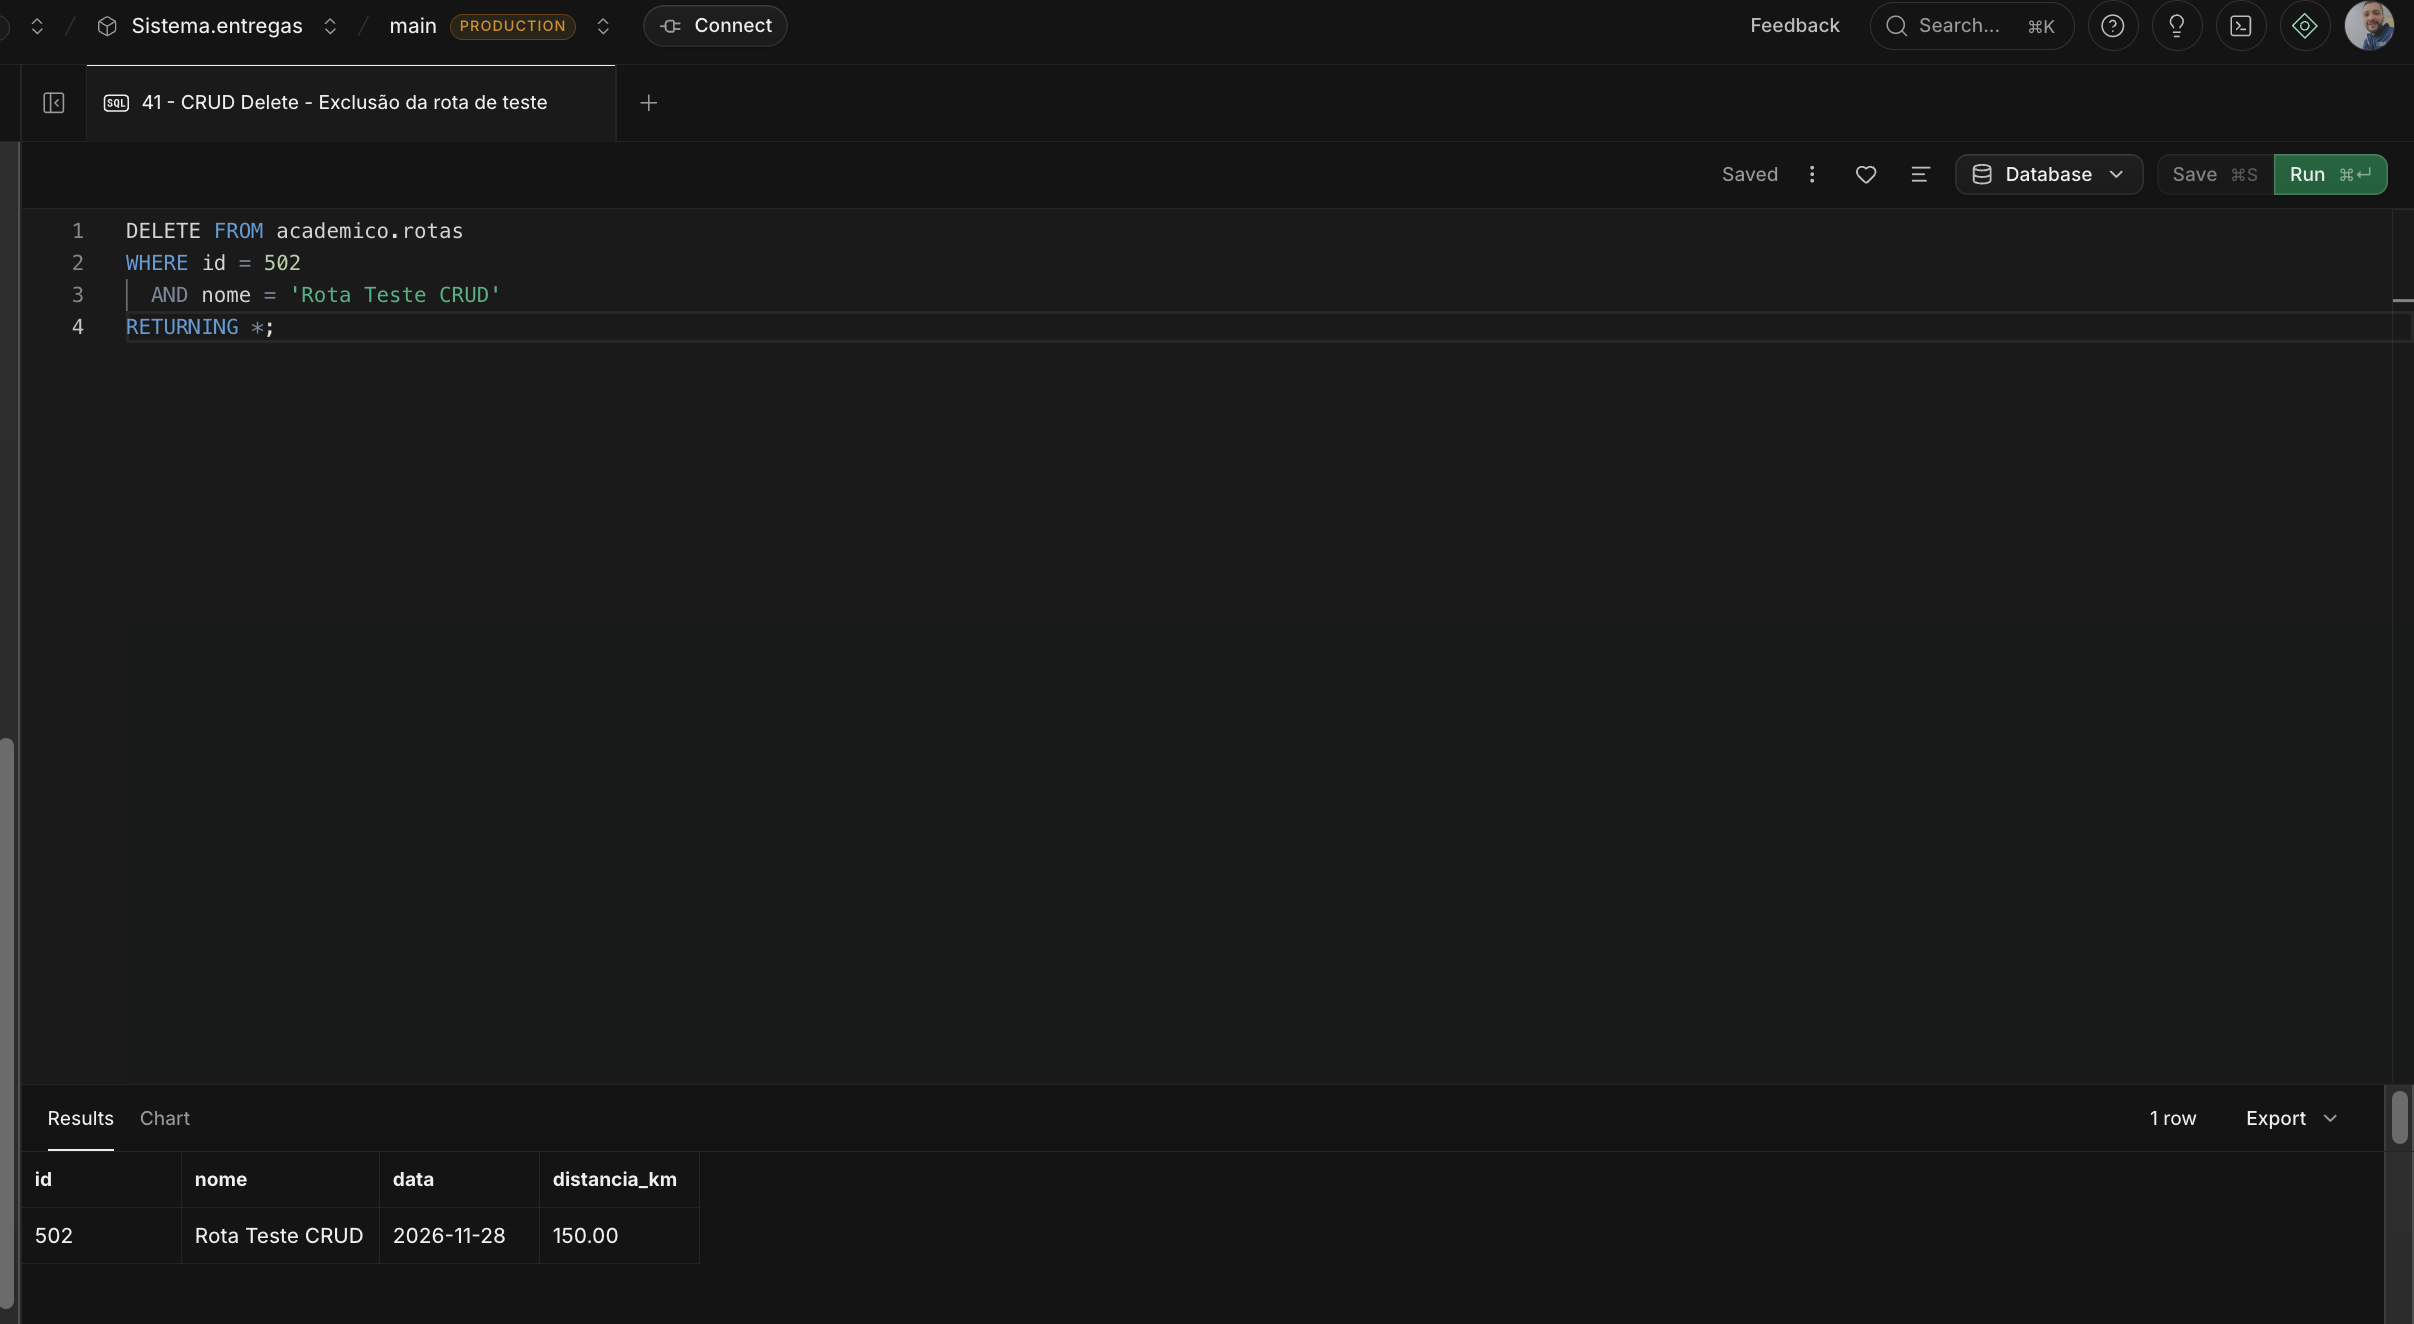 Sistema.entregas
main PRODUCTION
Connect
Feedback
Search... ⌘K
SQL 41 - CRUD Delete - Exclusão da rota de teste
Saved
Database
Save ⌘S
Run ⌘↵
1 DELETE FROM academico.rotas
2 WHERE id = 502
3 AND nome = 'Rota Teste CRUD'
4 RETURNING *;
Results Chart
1 row
Export
id nome data distancia_km
502 Rota Teste CRUD 2026-11-28 150.00